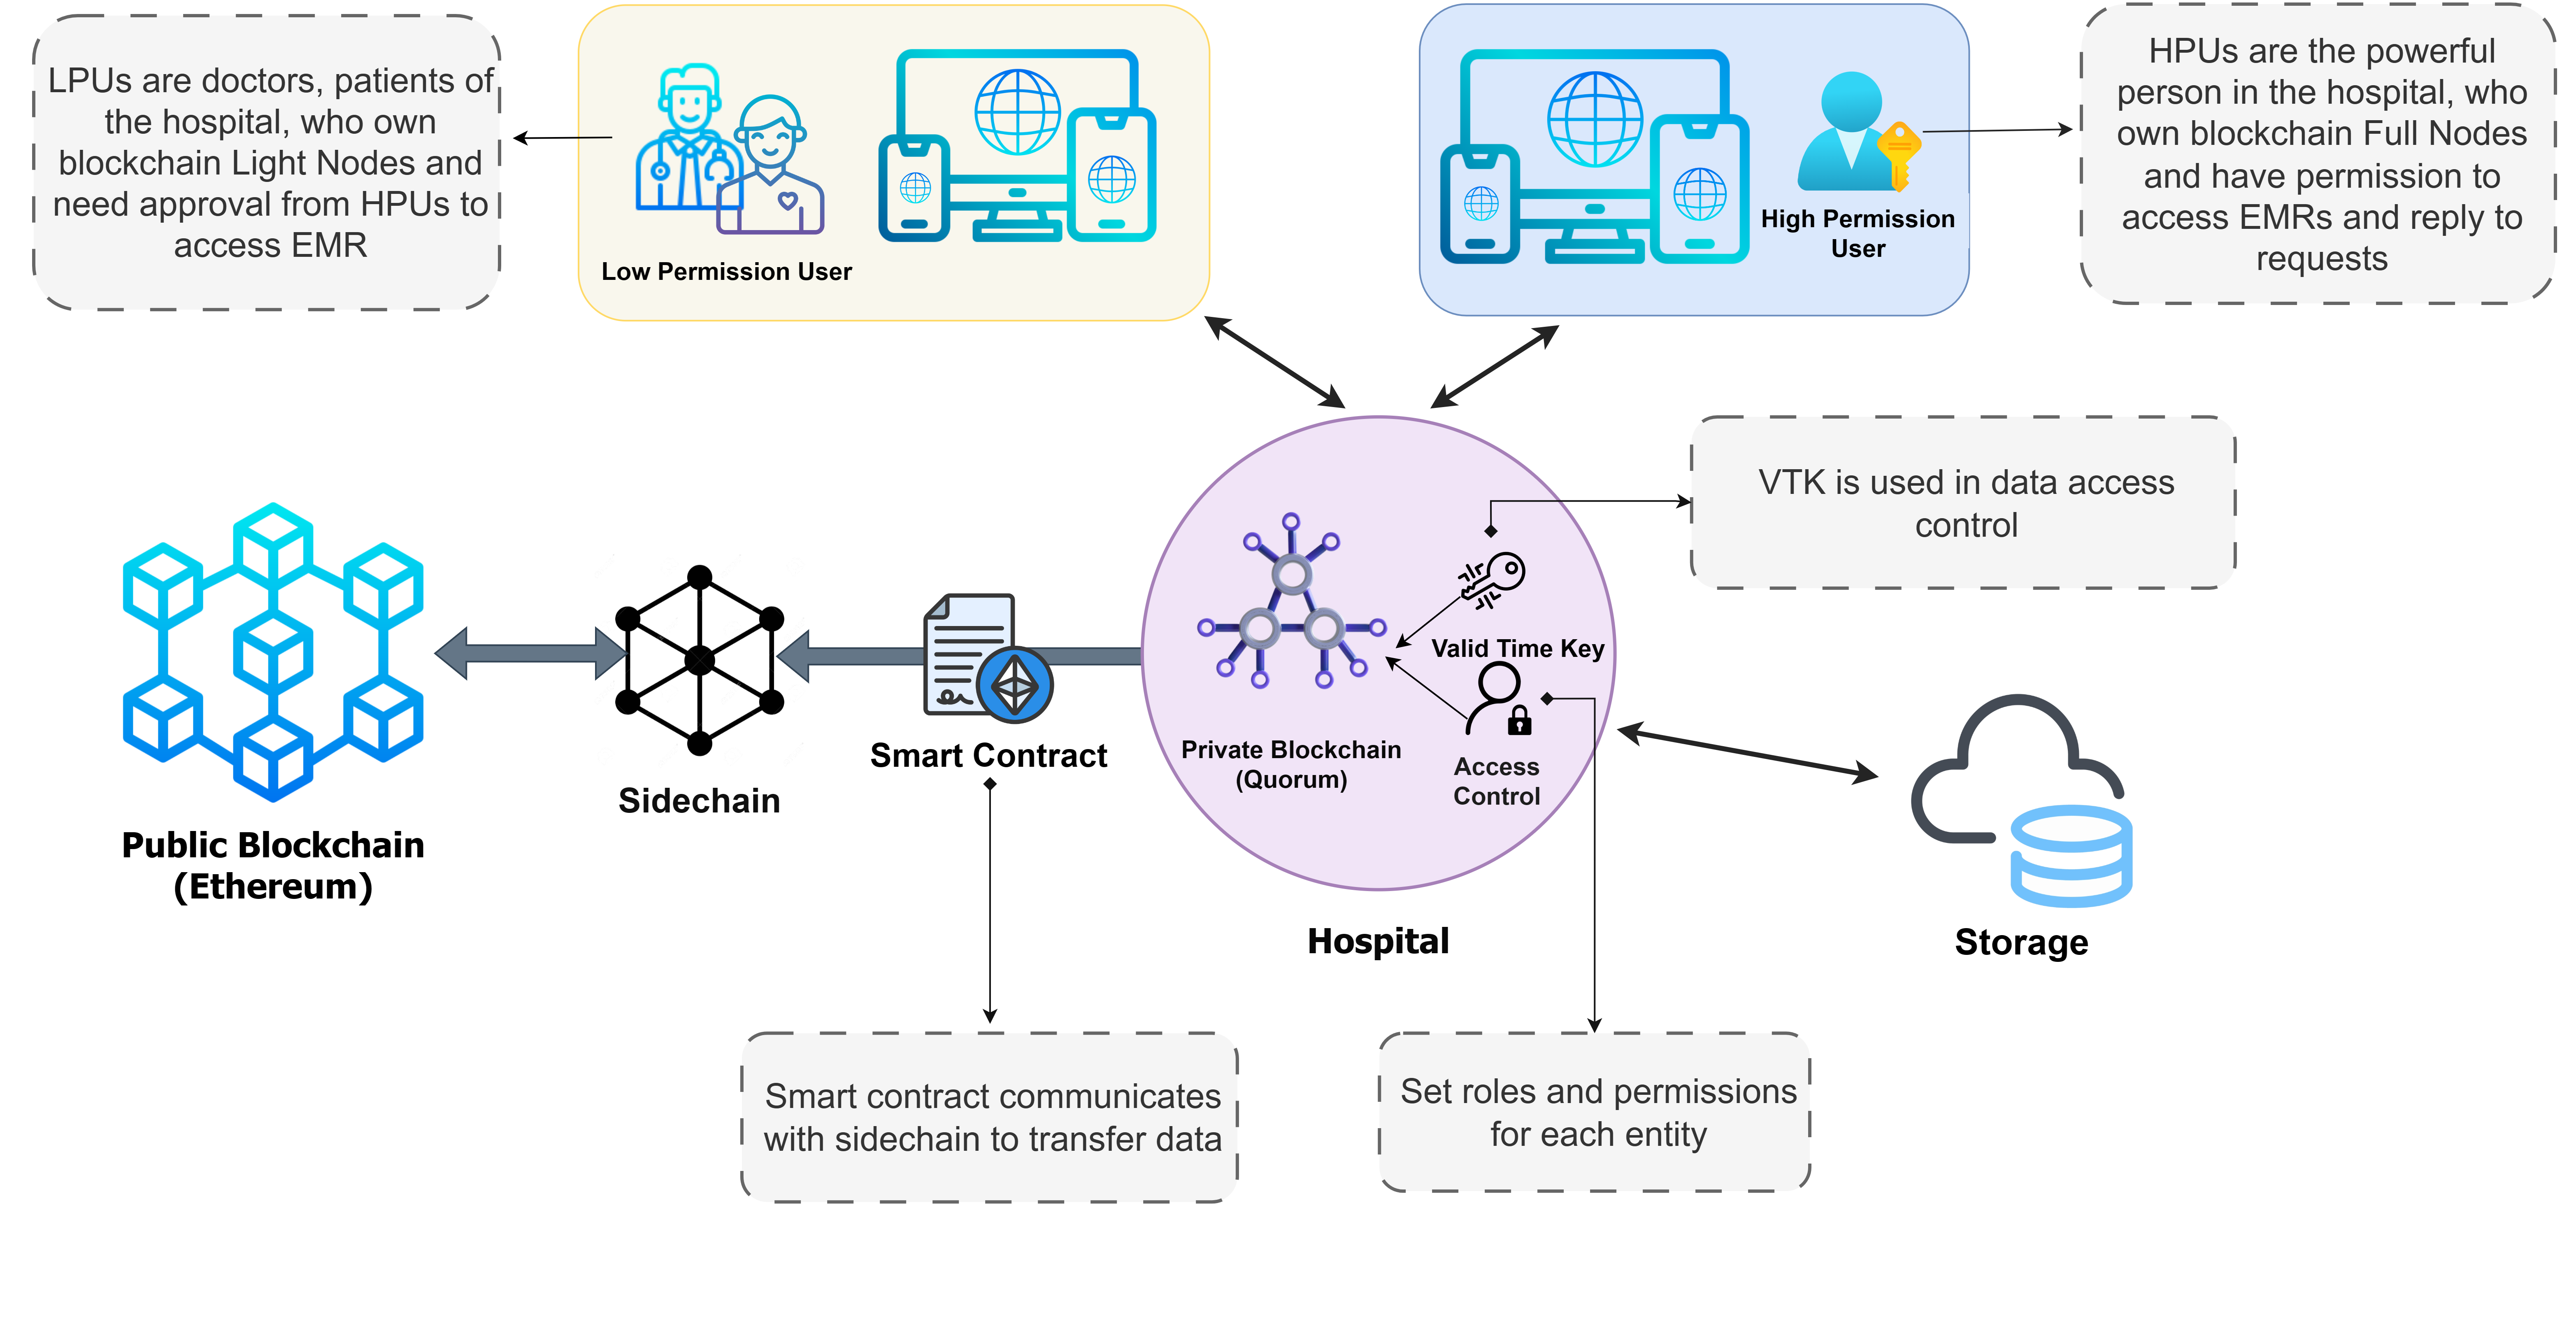 LPUs are doctors, patients of
the hospital, who own
blockchain Light Nodes and
need approval from HPUs to
access EMR
Low Permission User
High Permission
User
HPUs are the powerful
person in the hospital, who
own blockchain Full Nodes
and have permission to
access EMRs and reply to
requests
VTK is used in data access
control
Valid Time Key
Private Blockchain
(Quorum)
Access
Control
Smart Contract
Sidechain
Public Blockchain
(Ethereum)
Hospital
Storage
Smart contract communicates
with sidechain to transfer data
Set roles and permissions
for each entity